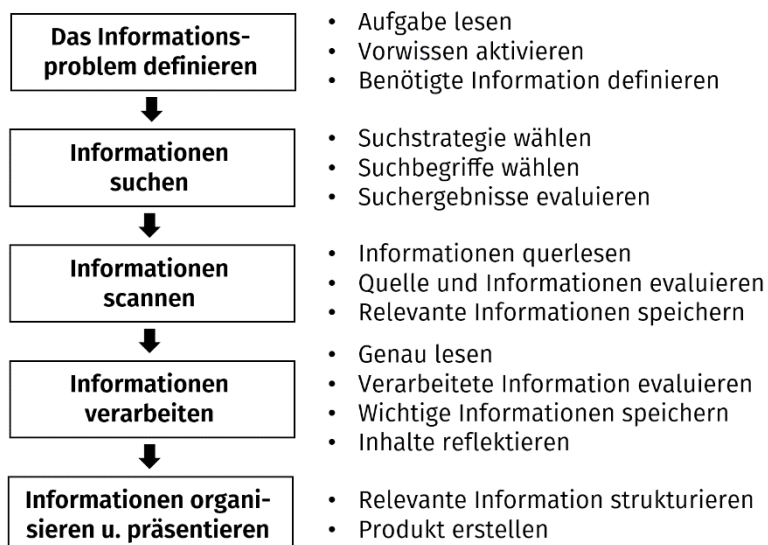 Das Informations-
problem definieren
• Aufgabe lesen
• Vorwissen aktivieren
• Benötigte Information definieren
Informationen
suchen
• Suchstrategie wählen
• Suchbegriffe wählen
• Suchergebnisse evaluieren
Informationen
scannen
• Informationen querlesen
• Quelle und Informationen evaluieren
• Relevante Informationen speichern
Informationen
verarbeiten
• Genau lesen
• Verarbeitete Information evaluieren
• Wichtige Informationen speichern
• Inhalte reflektieren
Informationen organi-
sieren u. präsentieren
• Relevante Information strukturieren
• Produkt erstellen